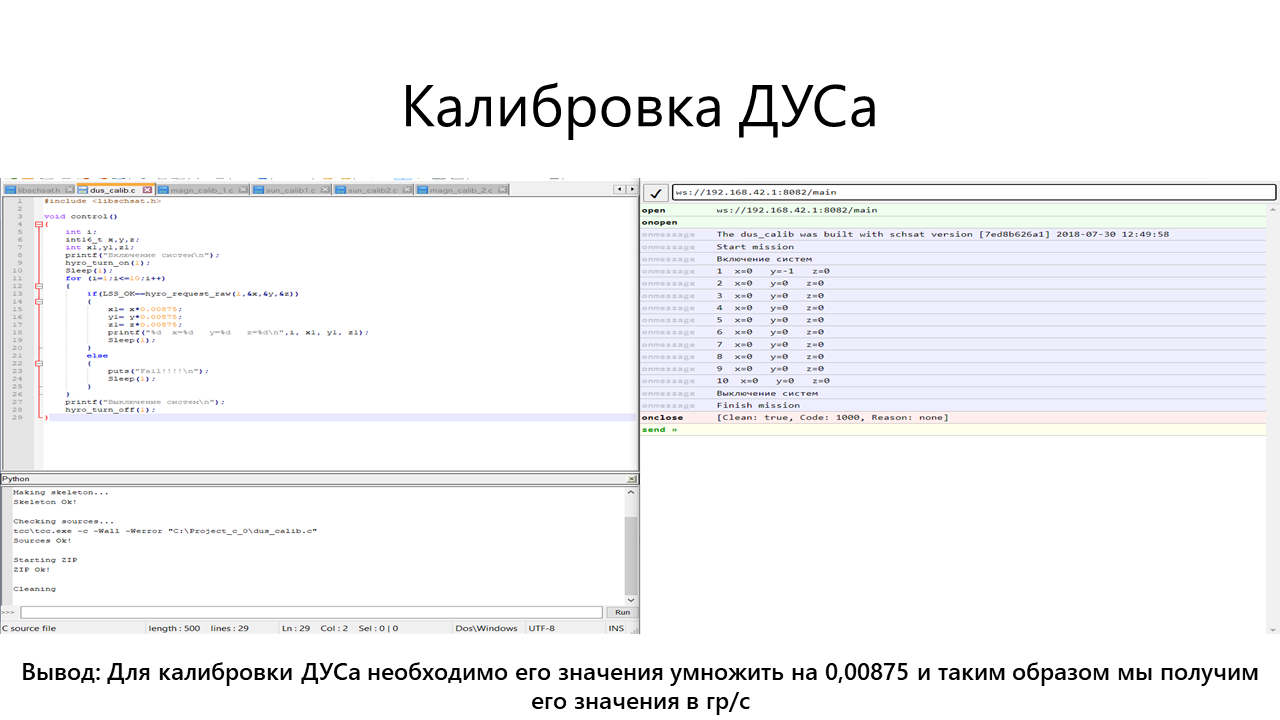 Калибровка ДУСа
libschsat.h dus_calib.c magn_calib_1.c sun_calib1.c sun_calib2.c magn_calib_2.c
1 #include <libschsat.h>
2
3 void control()
4 {
5 int i;
6 int16_t x,y,z;
7 int x1,y1,z1;
8 printf("Включение систем\n");
9 hyro_turn_on(1);
10 Sleep(1);
11 for (i=1;i<=10;i++)
12 {
13 if(LSS_OK==hyro_request_raw(1,&x,&y,&z))
14 {
15 x1= x*0.00875;
16 y1= y*0.00875;
17 z1= z*0.00875;
18 printf("%d x=%d y=%d z=%d\n",i, x1, y1, z1);
19 Sleep(1);
20 }
21 else
22 {
23 puts("Fail!!!!\n");
24 Sleep(1);
25 }
26 }
27 printf("Выключение систем\n");
28 hyro_turn_off(1);
29 }
Python
Making skeleton...
Skeleton Ok!
Checking sources...
tcc\tcc.exe -c -Wall -Werror "C:\Project_c_0\dus_calib.c"
Sources Ok!
Starting ZIP
ZIP Ok!
Cleaning
>>> Run
C source file length : 500 lines : 29 Ln : 29 Col : 2 Sel : 0 | 0 Dos\Windows UTF-8 INS
ws://192.168.42.1:8082/main
open ws://192.168.42.1:8082/main
onopen
onmessage The dus_calib was built with schsat version [7ed8b626a1] 2018-07-30 12:49:58
onmessage Start mission
onmessage Включение систем
onmessage 1 x=0 y=-1 z=0
onmessage 2 x=0 y=0 z=0
onmessage 3 x=0 y=0 z=0
onmessage 4 x=0 y=0 z=0
onmessage 5 x=0 y=0 z=0
onmessage 6 x=0 y=0 z=0
onmessage 7 x=0 y=0 z=0
onmessage 8 x=0 y=0 z=0
onmessage 9 x=0 y=0 z=0
onmessage 10 x=0 y=0 z=0
onmessage Выключение систем
onmessage Finish mission
onclose [Clean: true, Code: 1000, Reason: none]
send »
Вывод: Для калибровки ДУСа необходимо его значения умножить на 0,00875 и таким образом мы получим
его значения в гр/с